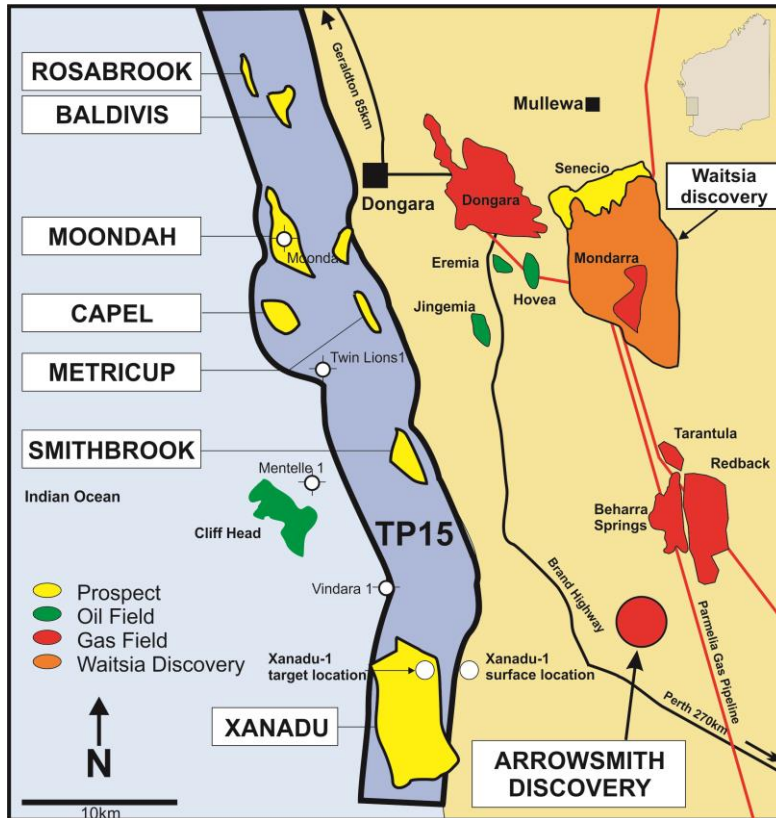 ROSABROOK
BALDIVIS
Geraldton 85km
Mullewa
Senecio
Waitsia
discovery
Dongara
Dongara
MOONDAH
Moonda
Eremia
Mondarra
Hovea
CAPEL
Jingemia
METRICUP
Twin Lions1
SMITHBROOK
Mentelle 1
Tarantula
Redback
Indian Ocean
Cliff Head
TP15
Beharra
Springs
Prospect
Oil Field
Gas Field
Waitsia Discovery
Vindara 1
Brand Highway
Parmelia Gas Pipeline
Xanadu-1
target location
Xanadu-1
surface location
Perth 270km
XANADU
N
10km
ARROWSMITH
DISCOVERY